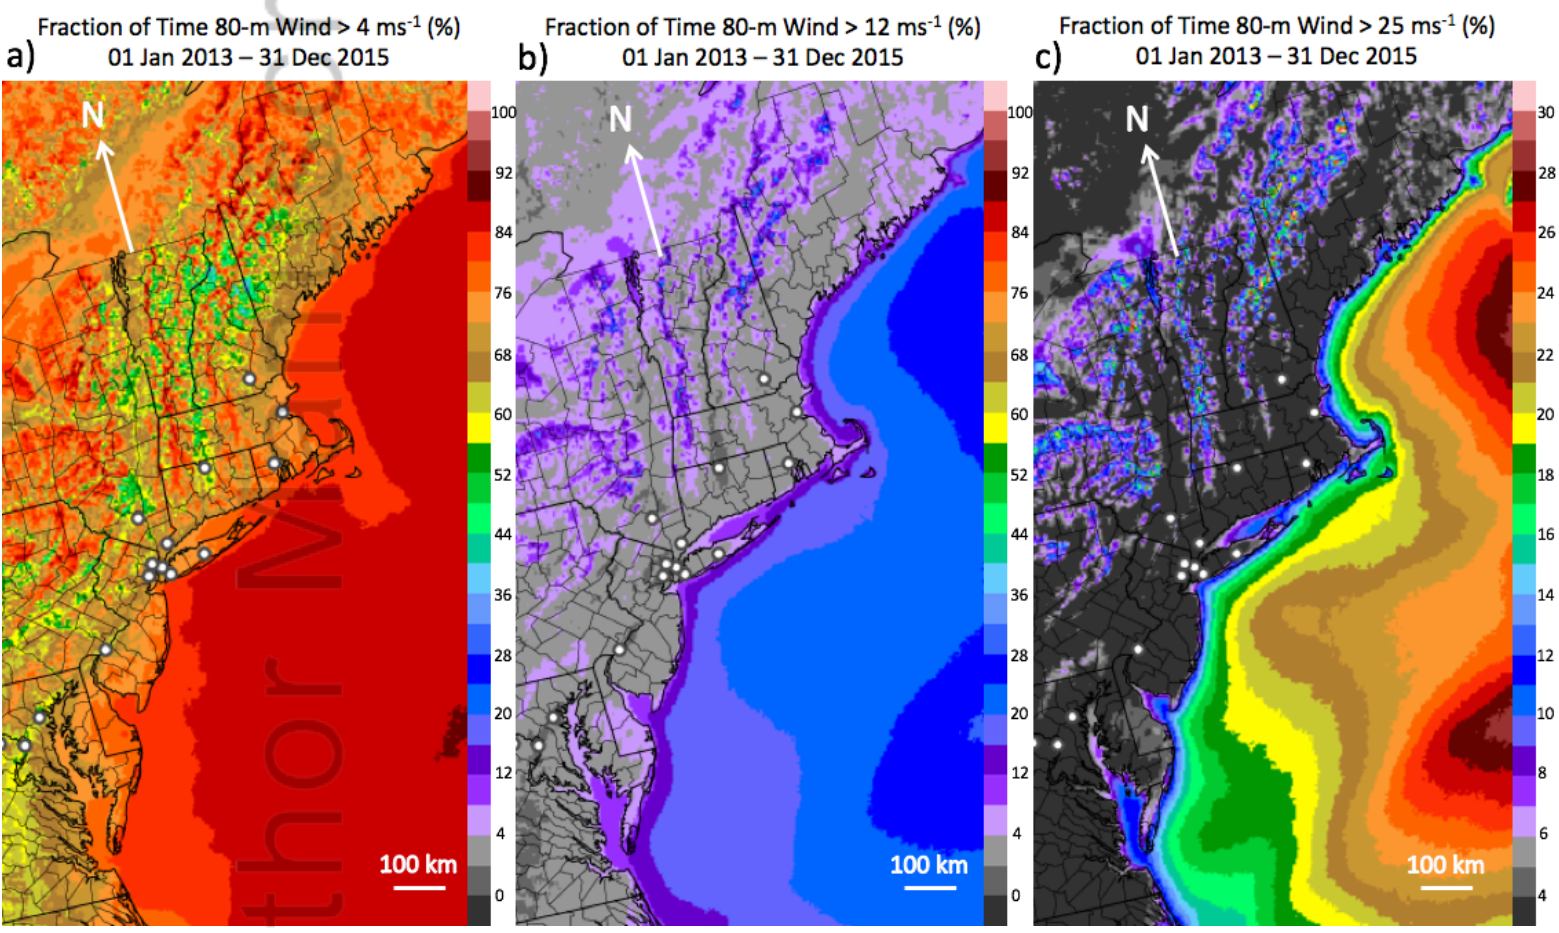 Fraction of Time 80-m Wind > 4 ms⁻¹ (%)
01 Jan 2013 – 31 Dec 2015
a)
N
100
92
84
76
68
60
52
44
36
28
20
12
4
0
100 km
Fraction of Time 80-m Wind > 12 ms⁻¹ (%)
01 Jan 2013 – 31 Dec 2015
b)
N
100
92
84
76
68
60
52
44
36
28
20
12
4
0
100 km
Fraction of Time 80-m Wind > 25 ms⁻¹ (%)
01 Jan 2013 – 31 Dec 2015
c)
N
30
28
26
24
22
20
18
16
14
12
10
8
6
4
100 km
thor M